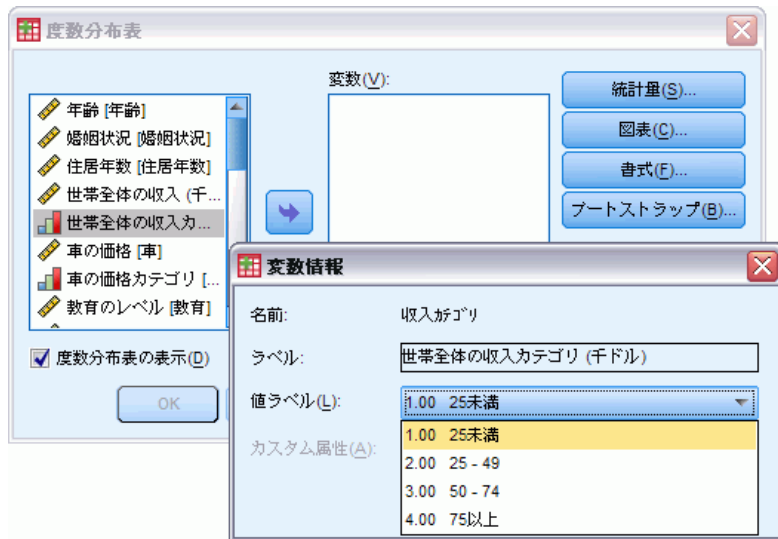 度数分布表
変数(V):
年齢 [年齢]
婚姻状況 [婚姻状況]
住居年数 [住居年数]
世帯全体の収入 (千...
世帯全体の収入カ...
車の価格 [車]
車の価格カテゴリ [...
教育のレベル [教育]
統計量(S)...
図表(C)...
書式(F)...
ブートストラップ(B)...
度数分布表の表示(D)
OK
変数情報
名前: 収入ｶﾃｺﾞﾘ
ラベル: 世帯全体の収入カテゴリ (千ドル)
値ラベル(L): 1.00 25未満
カスタム属性(A):
1.00 25未満
2.00 25 - 49
3.00 50 - 74
4.00 75以上